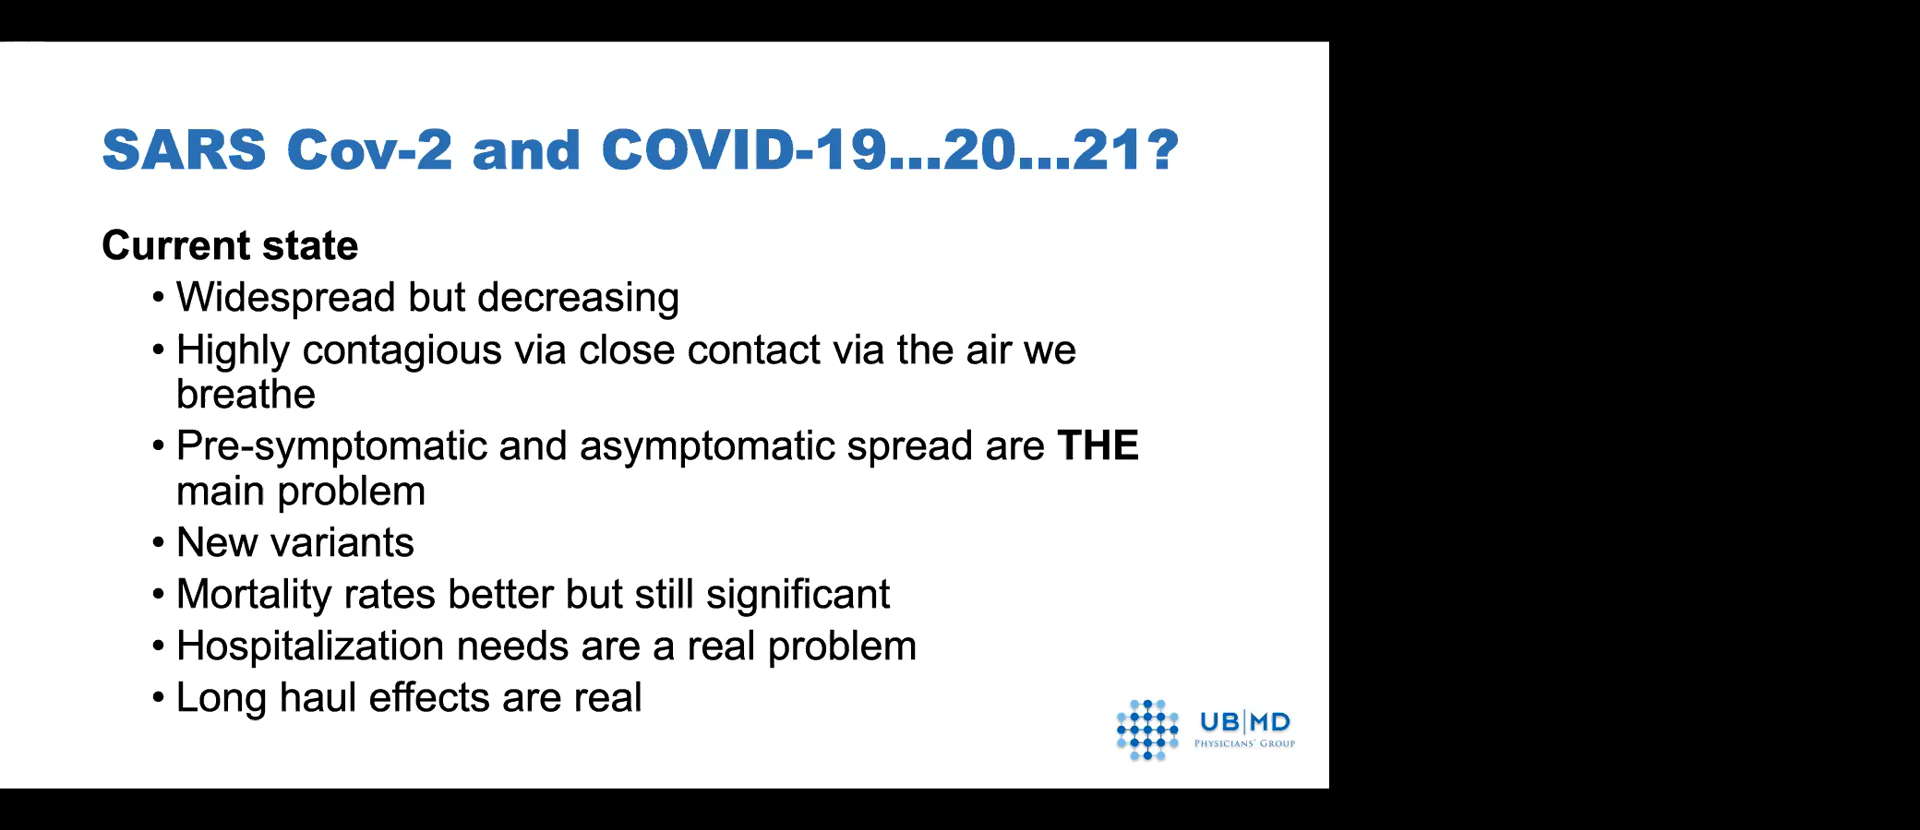 SARS Cov-2 and COVID-19...20...21?
Current state
• Widespread but decreasing
• Highly contagious via close contact via the air we
breathe
• Pre-symptomatic and asymptomatic spread are THE
main problem
• New variants
• Mortality rates better but still significant
• Hospitalization needs are a real problem
• Long haul effects are real
UB|MD
PHYSICIANS' GROUP